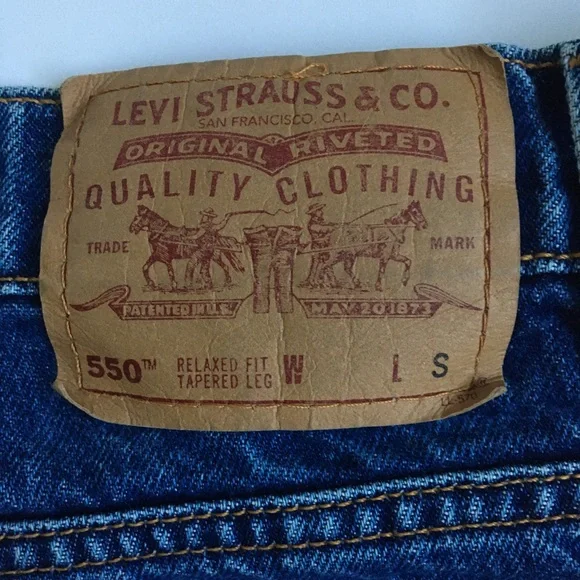 LEVI STRAUSS & CO.
SAN FRANCISCO, CAL.
ORIGINAL RIVETED
QUALITY CLOTHING
TRADE MARK
PATENTED IN U.S. MAY 20 1873
550™ RELAXED FIT W L S
TAPERED LEG